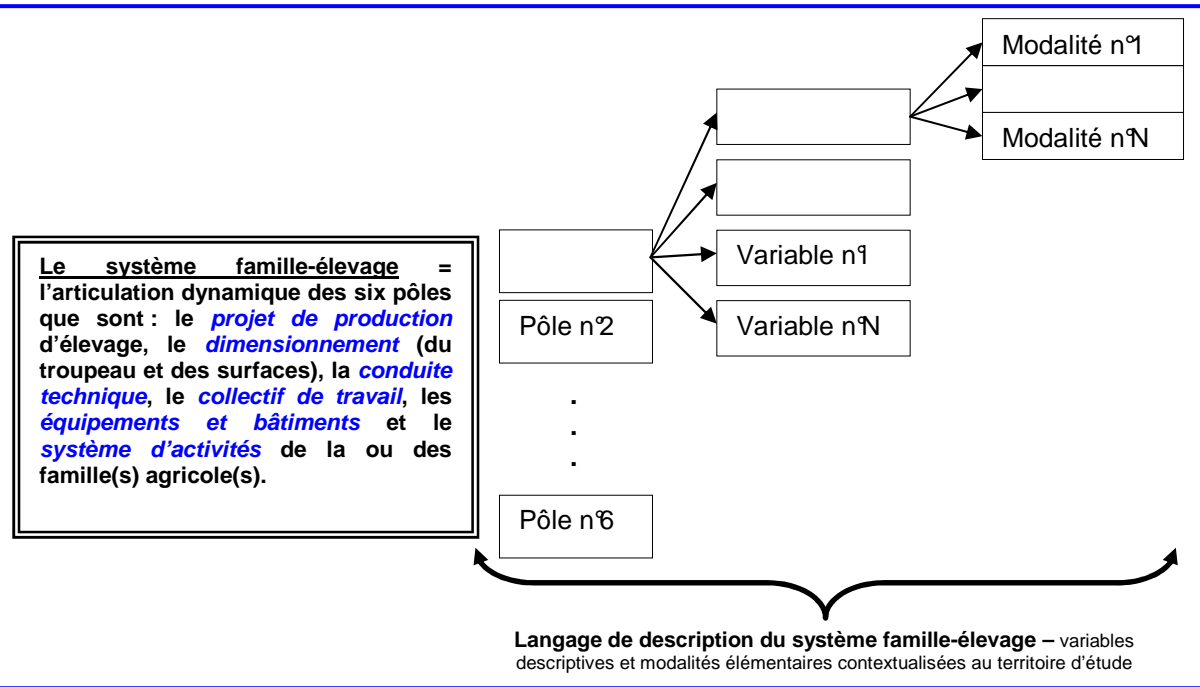 Modalité n°1
Modalité n°N
Variable n°1
Variable n°N
Pôle n°2
.
.
.
Pôle n°6
Le système famille-élevage =
l'articulation dynamique des six pôles
que sont : le projet de production
d'élevage, le dimensionnement (du
troupeau et des surfaces), la conduite
technique, le collectif de travail, les
équipements et bâtiments et le
système d'activités de la ou des
famille(s) agricole(s).
Langage de description du système famille-élevage – variables
descriptives et modalités élémentaires contextualisées au territoire d'étude